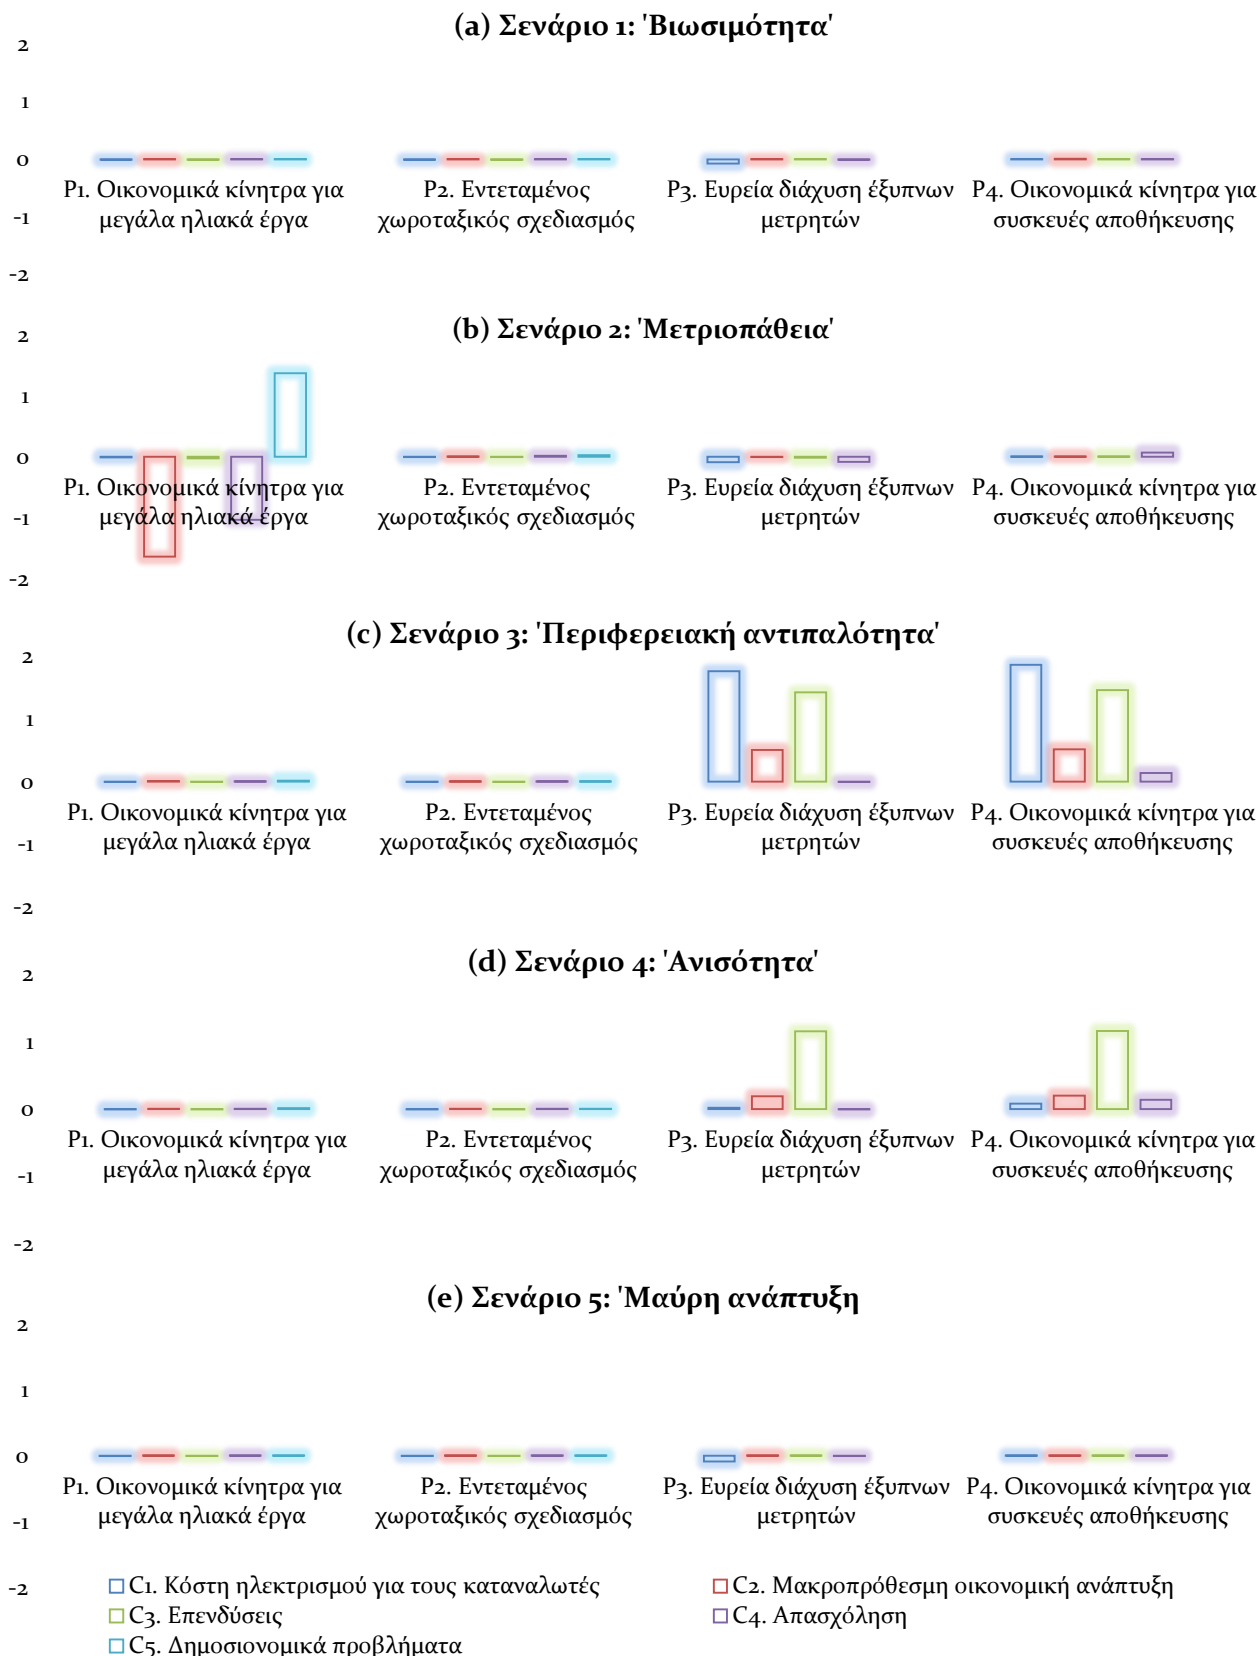 (a) Σενάριο 1: 'Βιωσιμότητα'
2
1
0
P1. Οικονομικά κίνητρα για
μεγάλα ηλιακά έργα
P2. Εντεταμένος
χωροταξικός σχεδιασμός
P3. Ευρεία διάχυση έξυπνων
μετρητών
P4. Οικονομικά κίνητρα για
συσκευές αποθήκευσης
-1
-2
(b) Σενάριο 2: 'Μετριοπάθεια'
2
1
0
P1. Οικονομικά κίνητρα για
μεγάλα ηλιακά έργα
P2. Εντεταμένος
χωροταξικός σχεδιασμός
P3. Ευρεία διάχυση έξυπνων
μετρητών
P4. Οικονομικά κίνητρα για
συσκευές αποθήκευσης
-1
-2
(c) Σενάριο 3: 'Περιφερειακή αντιπαλότητα'
2
1
0
P1. Οικονομικά κίνητρα για
μεγάλα ηλιακά έργα
P2. Εντεταμένος
χωροταξικός σχεδιασμός
P3. Ευρεία διάχυση έξυπνων
μετρητών
P4. Οικονομικά κίνητρα για
συσκευές αποθήκευσης
-1
-2
(d) Σενάριο 4: 'Ανισότητα'
2
1
0
P1. Οικονομικά κίνητρα για
μεγάλα ηλιακά έργα
P2. Εντεταμένος
χωροταξικός σχεδιασμός
P3. Ευρεία διάχυση έξυπνων
μετρητών
P4. Οικονομικά κίνητρα για
συσκευές αποθήκευσης
-1
-2
(e) Σενάριο 5: 'Μαύρη ανάπτυξη
2
1
0
P1. Οικονομικά κίνητρα για
μεγάλα ηλιακά έργα
P2. Εντεταμένος
χωροταξικός σχεδιασμός
P3. Ευρεία διάχυση έξυπνων
μετρητών
P4. Οικονομικά κίνητρα για
συσκευές αποθήκευσης
-1
-2
C1. Κόστη ηλεκτρισμού για τους καταναλωτές
C2. Μακροπρόθεσμη οικονομική ανάπτυξη
C3. Επενδύσεις
C4. Απασχόληση
C5. Δημοσιονομικά προβλήματα